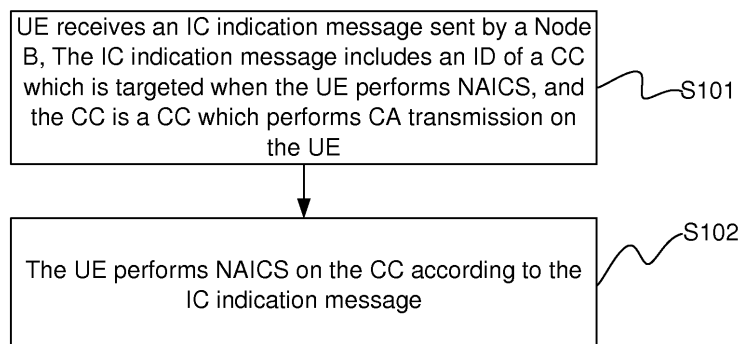 UE receives an IC indication message sent by a Node
B, The IC indication message includes an ID of a CC
which is targeted when the UE performs NAICS, and
the CC is a CC which performs CA transmission on
the UE
S101
The UE performs NAICS on the CC according to the
IC indication message
S102